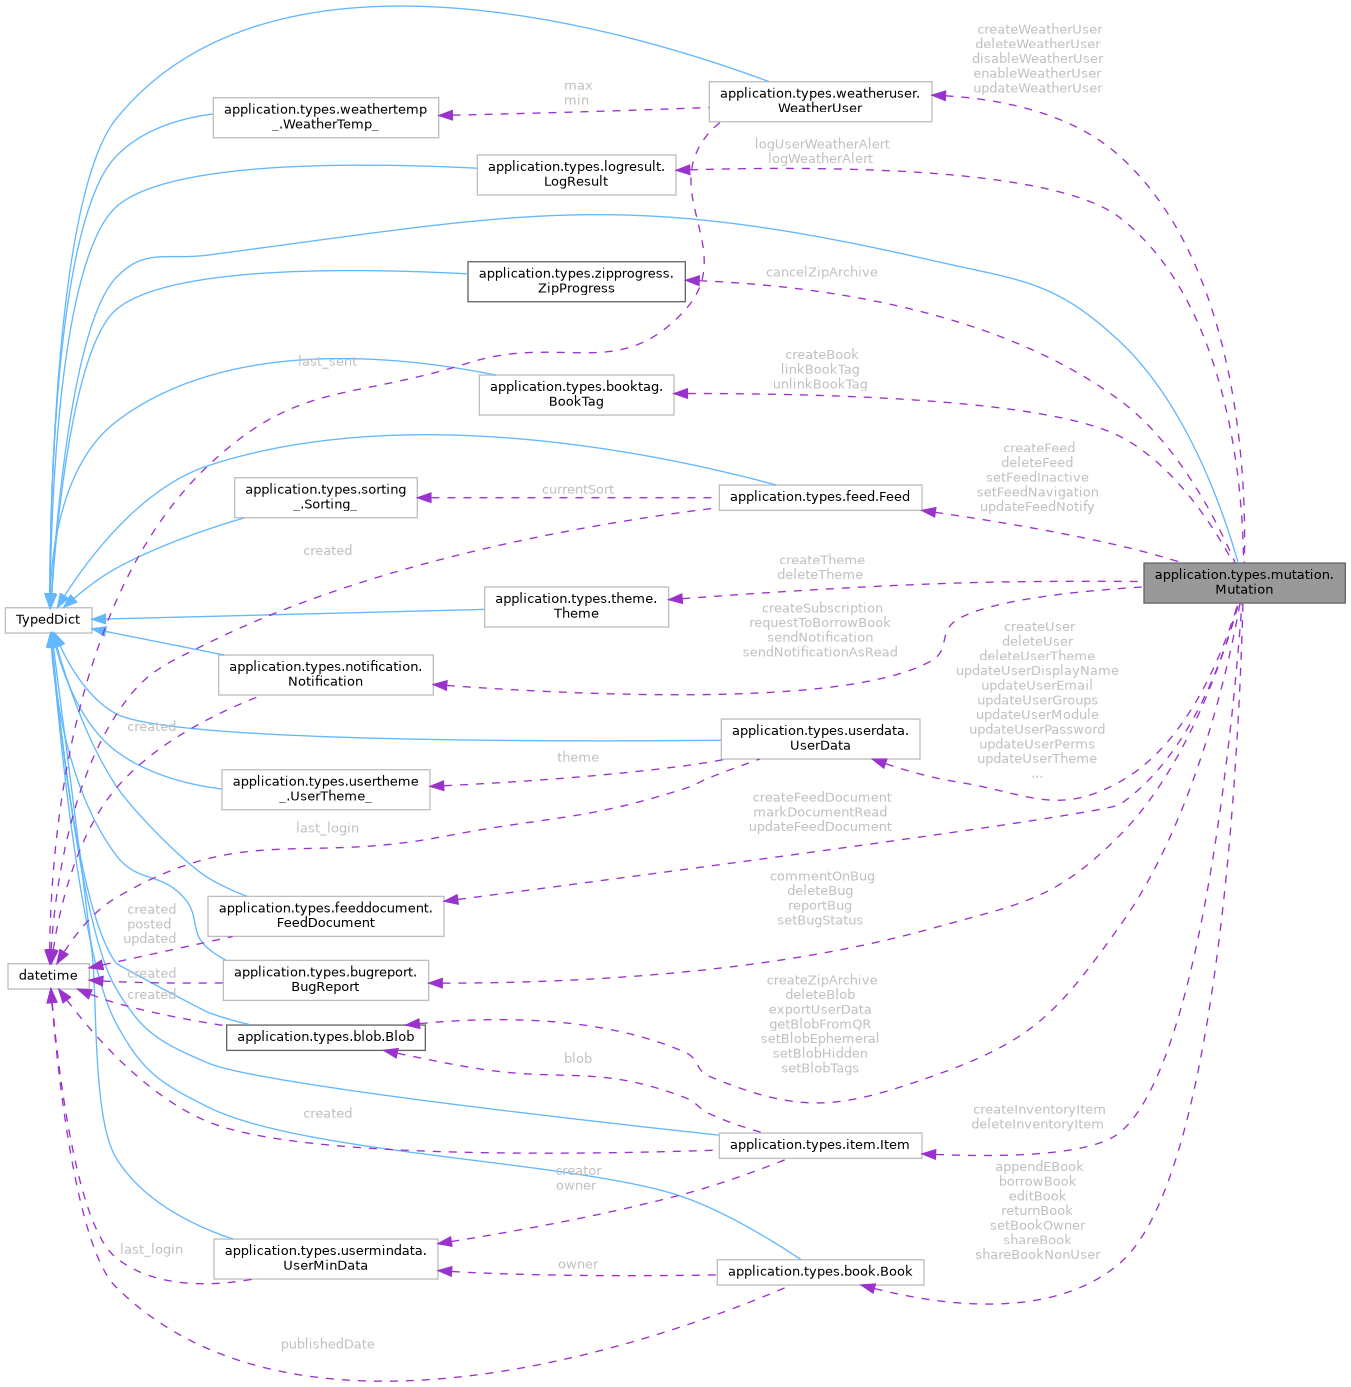 createWeatherUser
deleteWeatherUser
disableWeatherUser
enableWeatherUser
updateWeatherUser
max
min
application.types.weatheruser.
WeatherUser
application.types.weathertemp
_.WeatherTemp_
logUserWeatherAlert
logWeatherAlert
application.types.logresult.
LogResult
cancelZipArchive
application.types.zipprogress.
ZipProgress
last_sent
createBook
linkBookTag
unlinkBookTag
application.types.booktag.
BookTag
createFeed
deleteFeed
setFeedInactive
setFeedNavigation
updateFeedNotify
application.types.sorting
_.Sorting_
currentSort
application.types.feed.Feed
created
createTheme
deleteTheme
application.types.mutation.
Mutation
application.types.theme.
Theme
TypedDict
createSubscription
requestToBorrowBook
sendNotification
sendNotificationAsRead
application.types.notification.
Notification
createUser
deleteUser
deleteUserTheme
updateUserDisplayName
updateUserEmail
updateUserGroups
updateUserModule
updateUserPassword
updateUserPerms
updateUserTheme
...
created
application.types.userdata.
UserData
theme
application.types.usertheme
_.UserTheme_
last_login
createFeedDocument
markDocumentRead
updateFeedDocument
application.types.feeddocument.
FeedDocument
created
posted
updated
commentOnBug
deleteBug
reportBug
setBugStatus
datetime
created
application.types.bugreport.
BugReport
created
createZipArchive
deleteBlob
exportUserData
getBlobFromQR
setBlobEphemeral
setBlobHidden
setBlobTags
application.types.blob.Blob
blob
created
createInventoryItem
deleteInventoryItem
application.types.item.Item
creator
owner
appendEBook
borrowBook
editBook
returnBook
setBookOwner
shareBook
shareBookNonUser
last_login
application.types.usermindata.
UserMinData
owner
application.types.book.Book
publishedDate